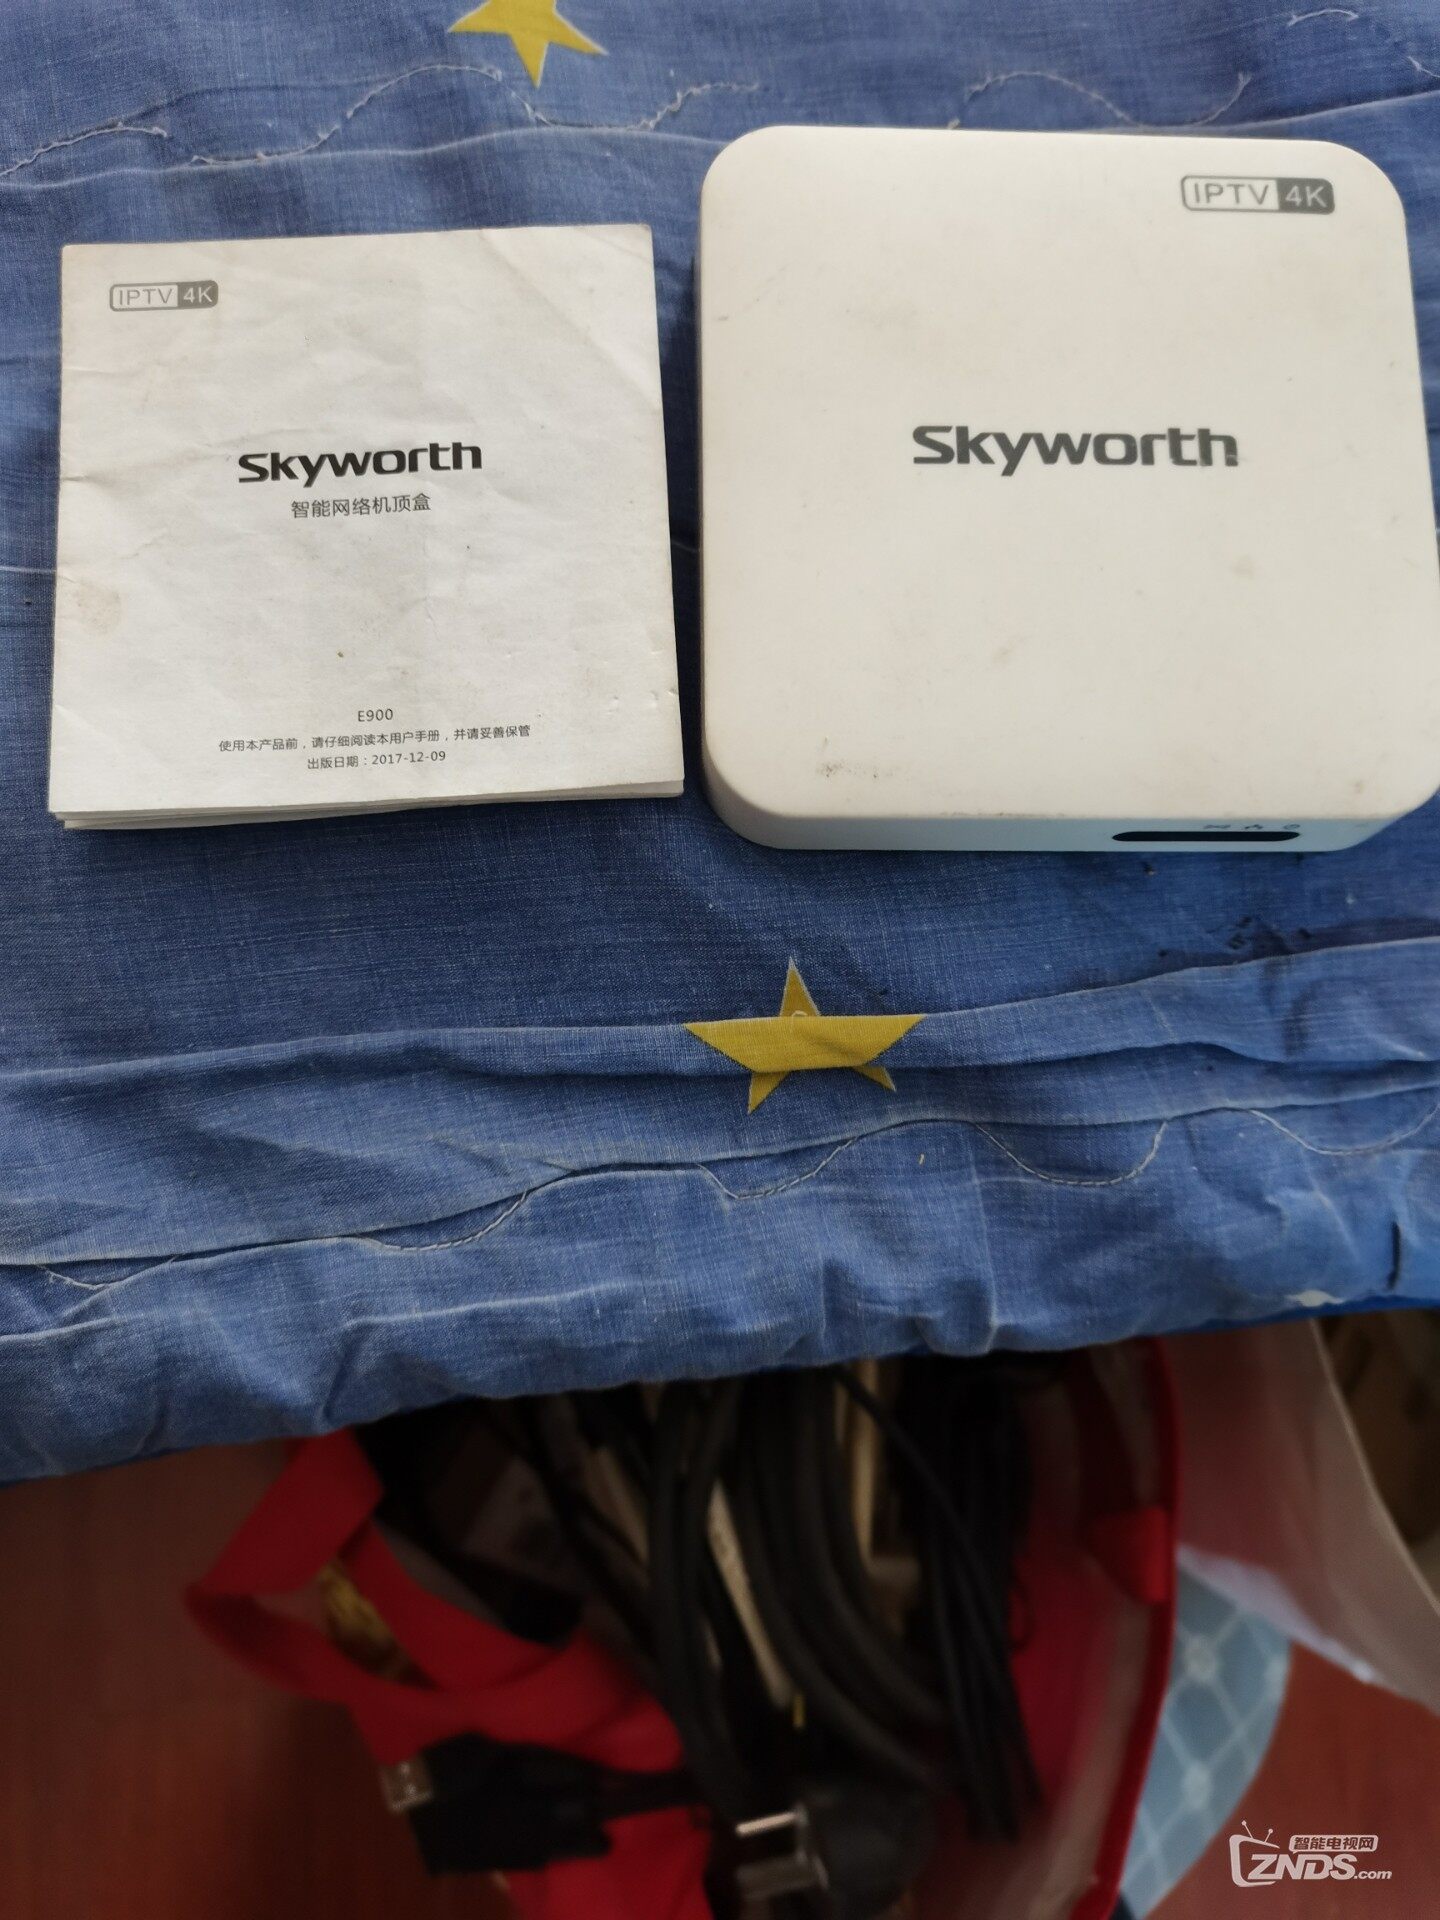 IPTV 4K
Skyworth
智能网络机顶盒
E900
使用本产品前，请仔细阅读本用户手册，并请妥善保管
出版日期：2017-12-09
IPTV 4K
Skyworth
智能电视网
ZNDS.com